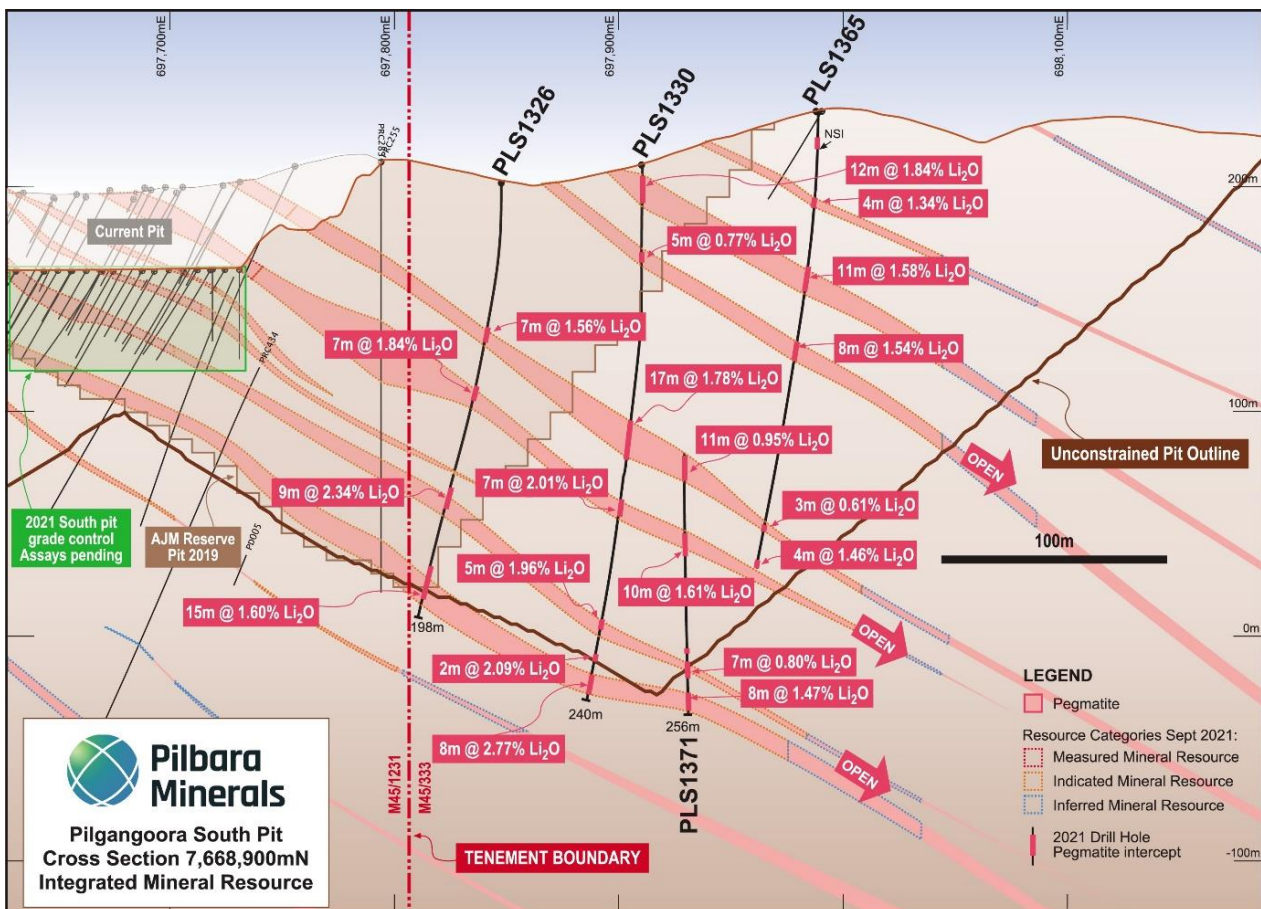 697,700mE
697,800mE
697,900mE
698,100mE
PRC283
PRC255
PLS1326
PLS1330
PLS1365
NSI
12m @ 1.84% Li₂O
200m
4m @ 1.34% Li₂O
Current Pit
5m @ 0.77% Li₂O
11m @ 1.58% Li₂O
7m @ 1.56% Li₂O
7m @ 1.84% Li₂O
8m @ 1.54% Li₂O
PRC434
17m @ 1.78% Li₂O
100m
11m @ 0.95% Li₂O
Unconstrained Pit Outline
OPEN
9m @ 2.34% Li₂O
7m @ 2.01% Li₂O
3m @ 0.61% Li₂O
2021 South pit
grade control
Assays pending
AJM Reserve
Pit 2019
PD005
4m @ 1.46% Li₂O
100m
5m @ 1.96% Li₂O
10m @ 1.61% Li₂O
15m @ 1.60% Li₂O
198m
OPEN
0m
2m @ 2.09% Li₂O
7m @ 0.80% Li₂O
8m @ 1.47% Li₂O
240m
256m
8m @ 2.77% Li₂O
PLS1371
OPEN
M45/1231
M45/333
TENEMENT BOUNDARY
LEGEND
Pegmatite
Resource Categories Sept 2021:
Measured Mineral Resource
Indicated Mineral Resource
Inferred Mineral Resource
2021 Drill Hole
Pegmatite intercept
-100m
Pilbara
Minerals
Pilgangoora South Pit
Cross Section 7,668,900mN
Integrated Mineral Resource